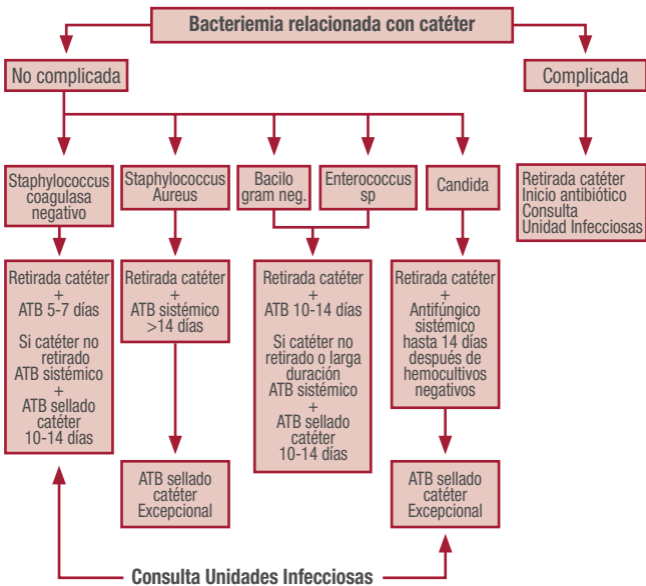 Bacteriemia relacionada con catéter
No complicada
Complicada
Staphylococcus
coagulasa
negativo
Staphylococcus
Aureus
Bacilo
gram neg.
Enterococcus
sp
Candida
Retirada catéter
Inicio antibiótico
Consulta
Unidad Infecciosas
Retirada catéter
+
ATB 5-7 días
Si catéter no
retirado
ATB sistémico
+
ATB sellado
catéter
10-14 días
Retirada catéter
+
ATB sistémico
>14 días
Retirada catéter
+
ATB 10-14 días
Si catéter no
retirado o larga
duración
ATB sistémico
+
ATB sellado
catéter
10-14 días
Retirada catéter
+
Antifúngico
sistémico
hasta 14 días
después de
hemocultivos
negativos
ATB sellado
catéter
Excepcional
ATB sellado
catéter
Excepcional
Consulta Unidades Infecciosas